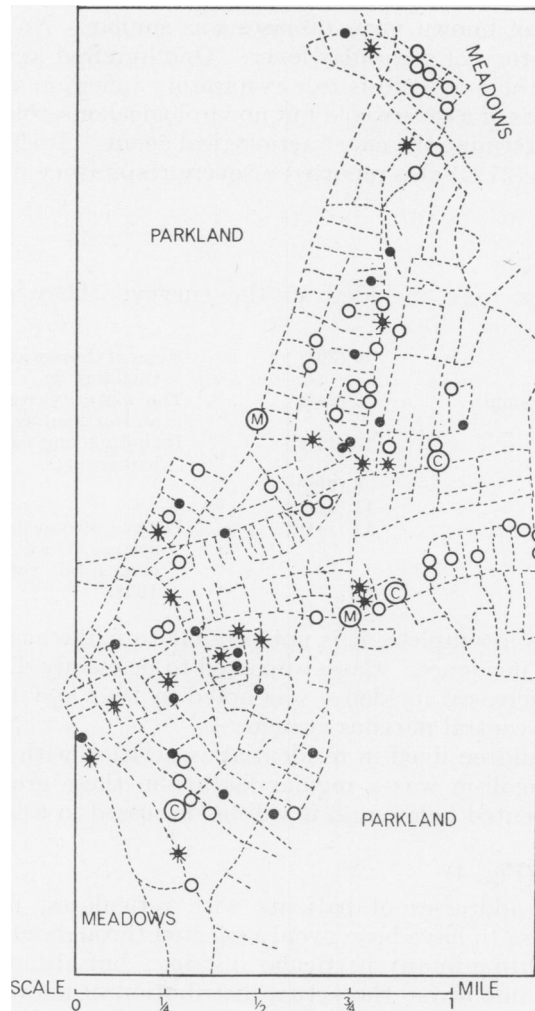 MEADOWS
PARKLAND
M
C
C
M
C
PARKLAND
MEADOWS
SCALE
0 ¼ ½ ¾ 1
MILE